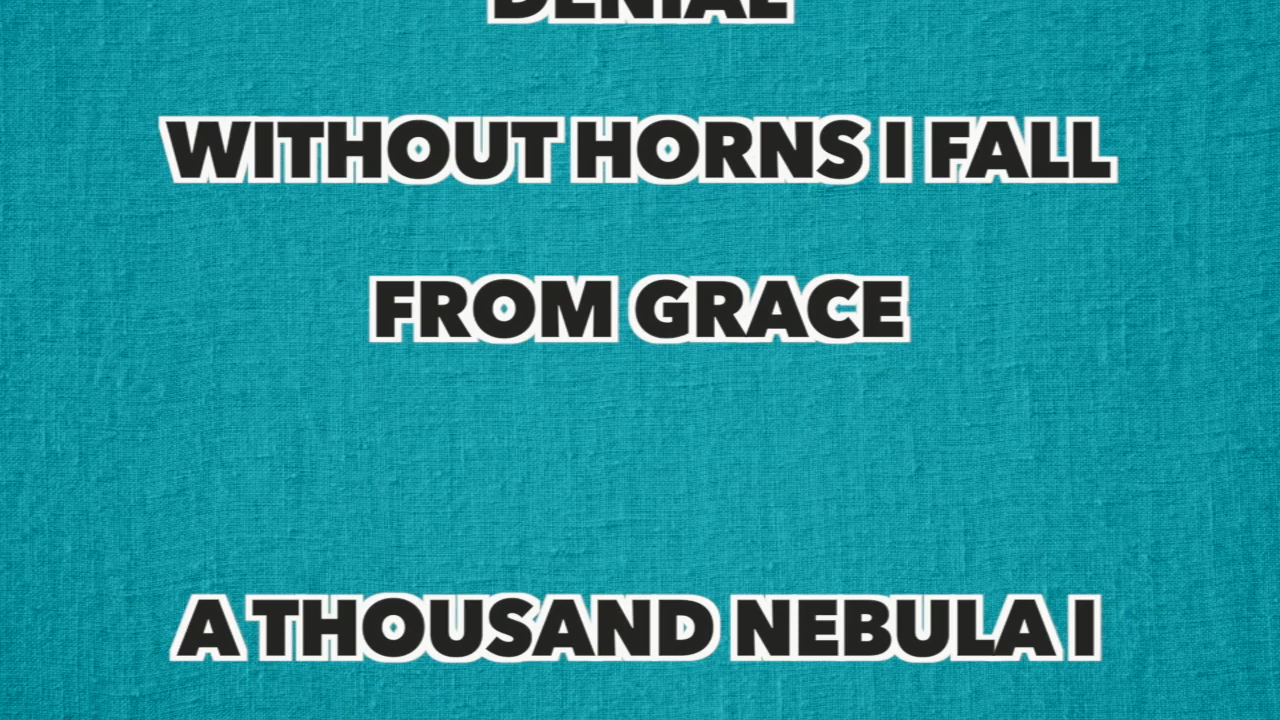 DENIAL
WITHOUT HORNS I FALL
FROM GRACE
A THOUSAND NEBULA I